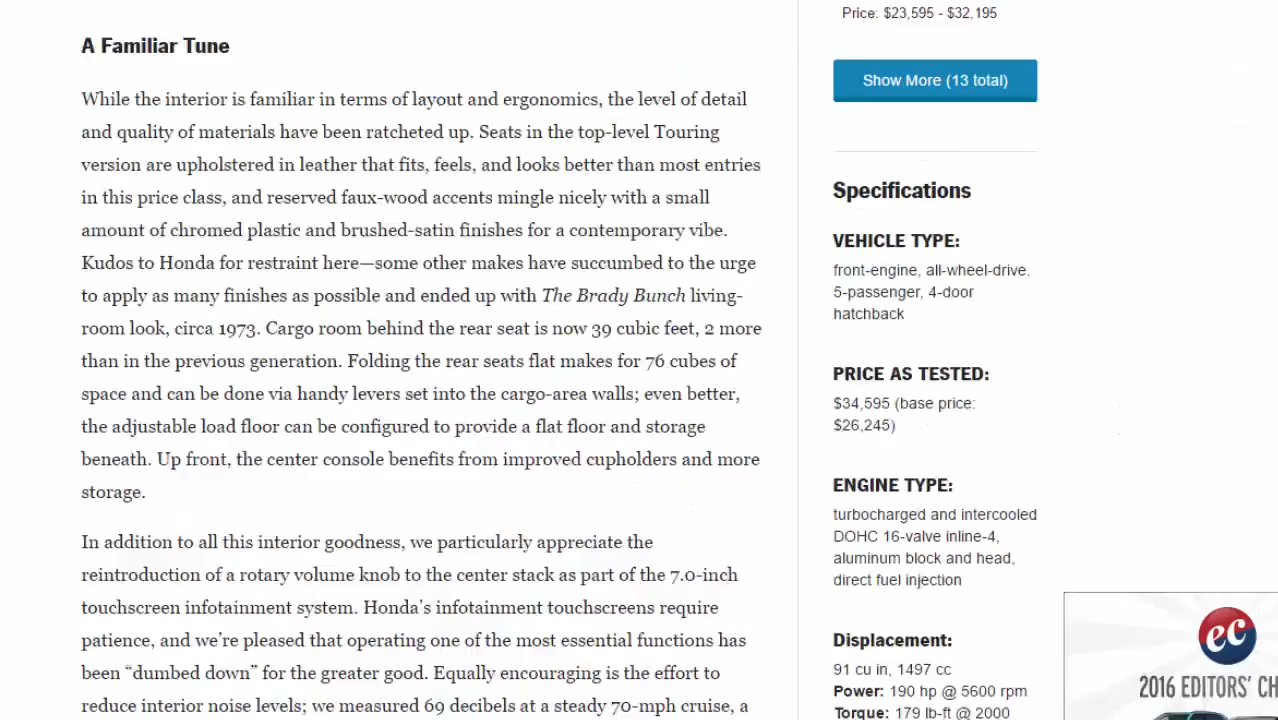 A Familiar Tune
While the interior is familiar in terms of layout and ergonomics, the level of detail
and quality of materials have been ratcheted up. Seats in the top-level Touring
version are upholstered in leather that fits, feels, and looks better than most entries
in this price class, and reserved faux-wood accents mingle nicely with a small
amount of chromed plastic and brushed-satin finishes for a contemporary vibe.
Kudos to Honda for restraint here—some other makes have succumbed to the urge
to apply as many finishes as possible and ended up with The Brady Bunch living-
room look, circa 1973. Cargo room behind the rear seat is now 39 cubic feet, 2 more
than in the previous generation. Folding the rear seats flat makes for 76 cubes of
space and can be done via handy levers set into the cargo-area walls; even better,
the adjustable load floor can be configured to provide a flat floor and storage
beneath. Up front, the center console benefits from improved cupholders and more
storage.
In addition to all this interior goodness, we particularly appreciate the
reintroduction of a rotary volume knob to the center stack as part of the 7.0-inch
touchscreen infotainment system. Honda’s infotainment touchscreens require
patience, and we’re pleased that operating one of the most essential functions has
been “dumbed down” for the greater good. Equally encouraging is the effort to
reduce interior noise levels; we measured 69 decibels at a steady 70-mph cruise, a
Price: $23,595 - $32,195
Show More (13 total)
Specifications
VEHICLE TYPE:
front-engine, all-wheel-drive,
5-passenger, 4-door
hatchback
PRICE AS TESTED:
$34,595 (base price:
$26,245)
ENGINE TYPE:
turbocharged and intercooled
DOHC 16-valve inline-4,
aluminum block and head,
direct fuel injection
Displacement:
91 cu in, 1497 cc
Power: 190 hp @ 5600 rpm
Torque: 179 lb-ft @ 2000
ec
2016 EDITORS' CH